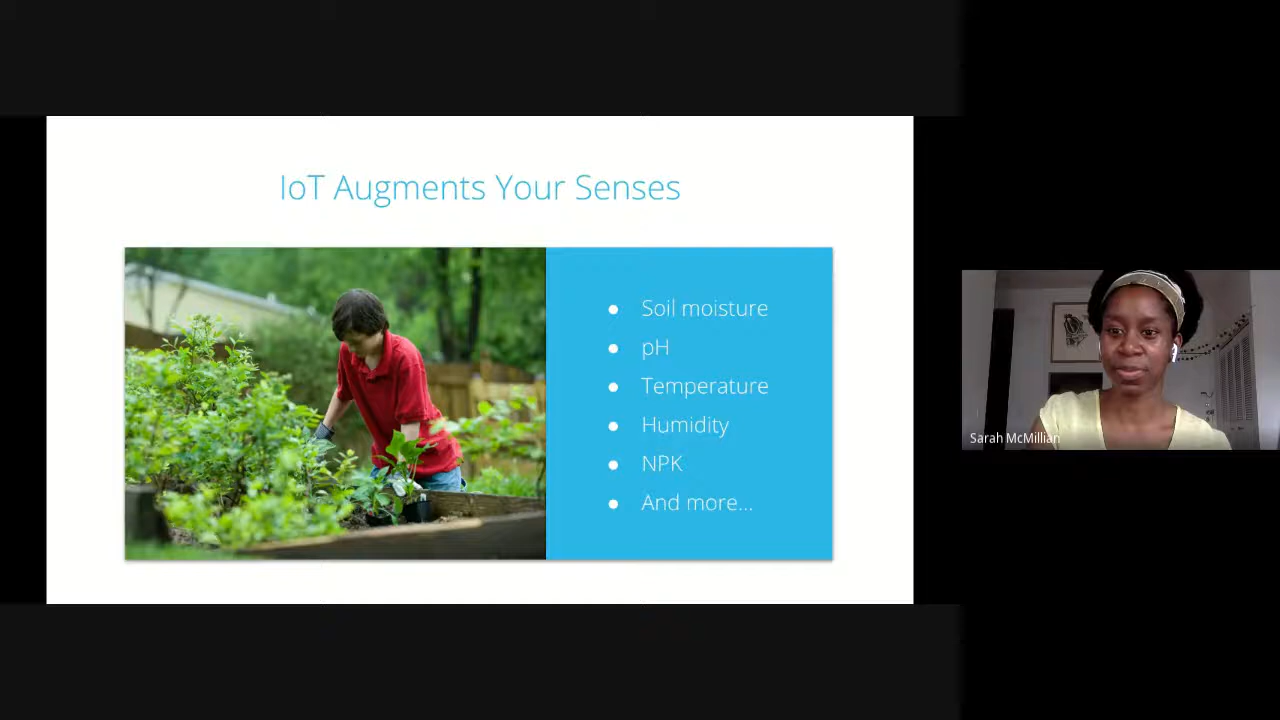 IoT Augments Your Senses
Soil moisture
pH
Temperature
Humidity
NPK
And more...
Sarah McMillian